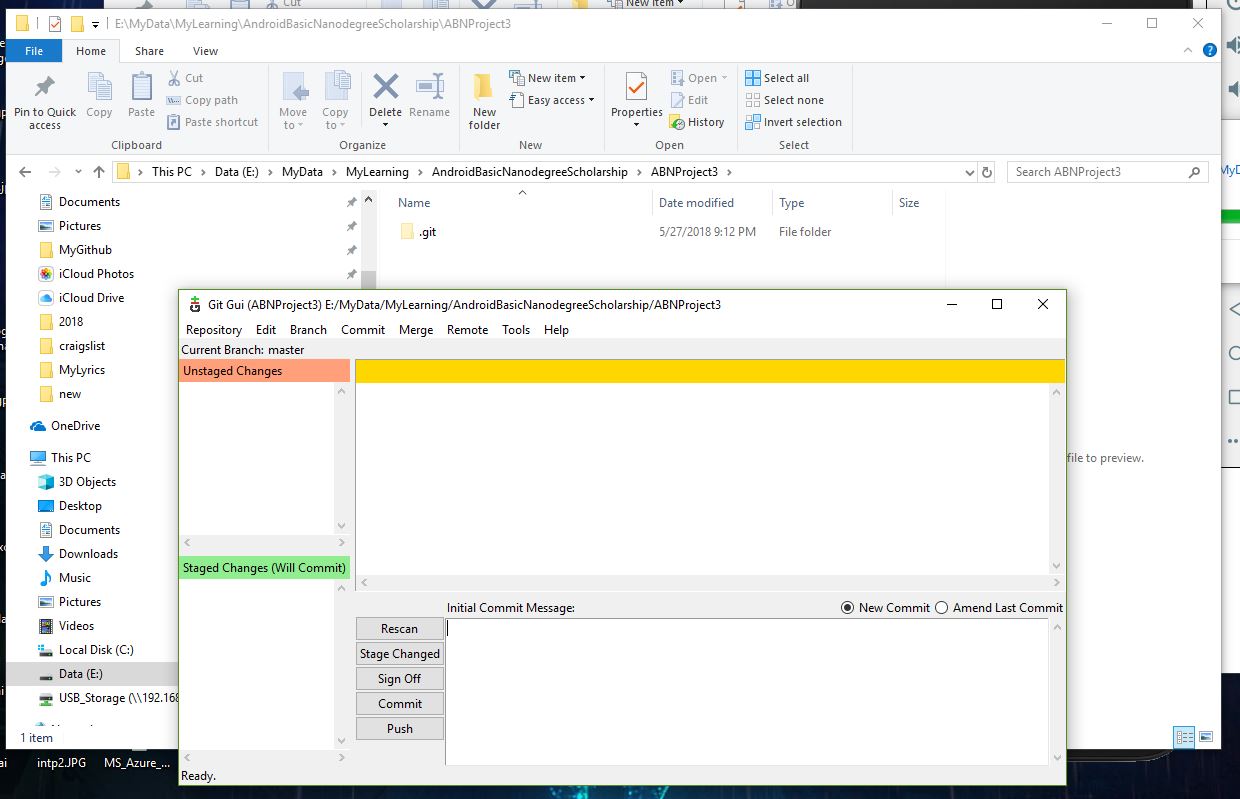 New item
Cut
E:\MyData\MyLearning\AndroidBasicNanodegreeScholarship\ABNProject3
File Home Share View
Pin to Quick access
Copy
Paste
Cut
Copy path
Paste shortcut
Clipboard
Move to
Copy to
Delete
Rename
Organize
New folder
New item
Easy access
New
Properties
Open
Edit
History
Open
Select all
Select none
Invert selection
Select
This PC > Data (E:) > MyData > MyLearning > AndroidBasicNanodegreeScholarship > ABNProject3 >
Search ABNProject3
Documents
Pictures
MyGithub
iCloud Photos
iCloud Drive
2018
craigslist
MyLyrics
new
OneDrive
This PC
3D Objects
Desktop
Documents
Downloads
Music
Pictures
Videos
Local Disk (C:)
Data (E:)
USB_Storage (\\192.168
1 item
Name Date modified Type Size
.git 5/27/2018 9:12 PM File folder
file to preview.
MyD
Git Gui (ABNProject3) E:/MyData/MyLearning/AndroidBasicNanodegreeScholarship/ABNProject3
Repository Edit Branch Commit Merge Remote Tools Help
Current Branch: master
Unstaged Changes
Staged Changes (Will Commit)
Initial Commit Message:
New Commit
Amend Last Commit
Rescan
Stage Changed
Sign Off
Commit
Push
Ready.
intp2.JPG
MS_Azure_...